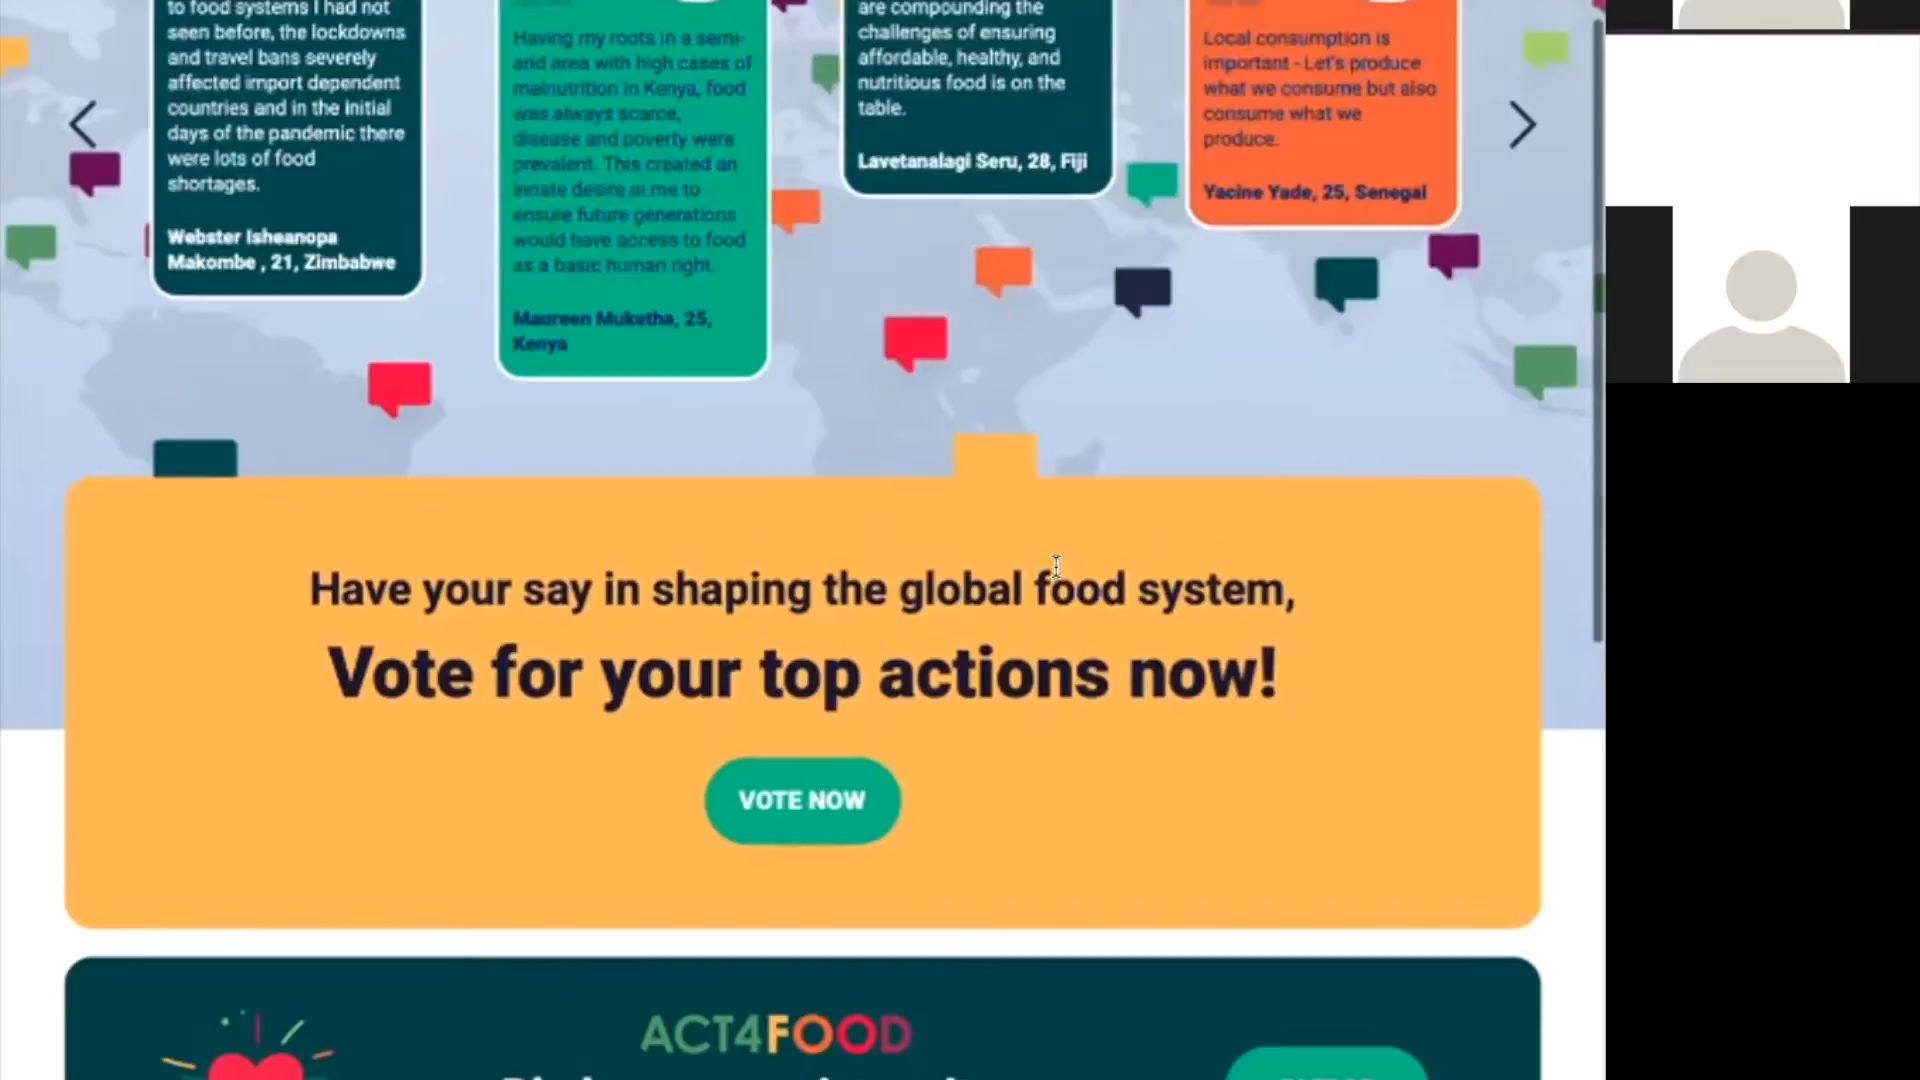 to food systems I had not
seen before, the lockdowns
and travel bans severely
affected import dependent
countries and in the initial
days of the pandemic there
were lots of food
shortages.
Webster Isheanopa
Makombe , 21, Zimbabwe
Having my roots in a semi-
arid area with high cases of
malnutrition in Kenya, food
was always scarce,
disease and poverty were
prevalent. This created an
innate desire in me to
ensure future generations
would have access to food
as a basic human right.
Maureen Muketha, 25,
Kenya
are compounding the
challenges of ensuring
affordable, healthy, and
nutritious food is on the
table.
Lavetanalagi Seru, 28, Fiji
Local consumption is
important - Let's produce
what we consume but also
consume what we
produce.
Yacine Yade, 25, Senegal
Have your say in shaping the global food system,
Vote for your top actions now!
VOTE NOW
ACT4FOOD